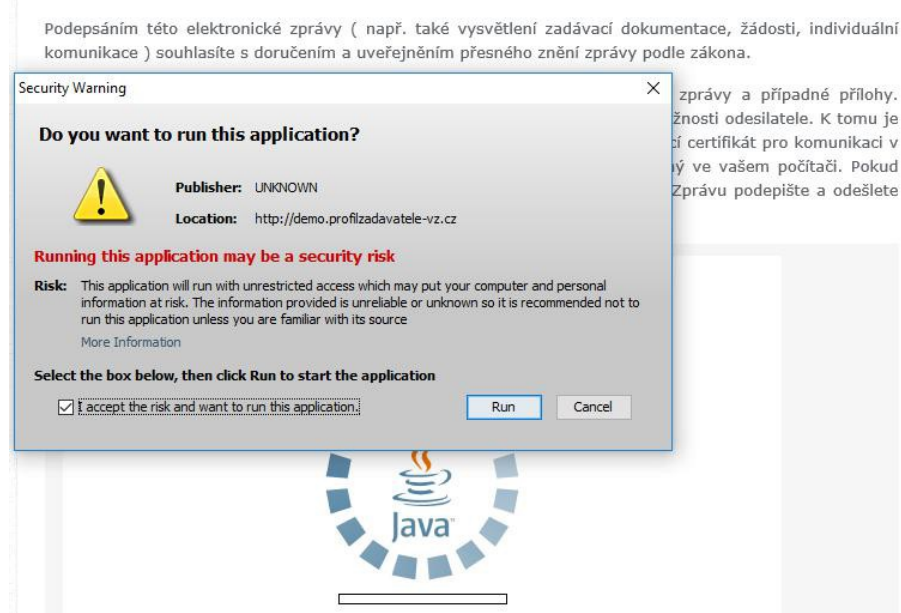 Podepsáním této elektronické zprávy ( např. také vysvětlení zadávací dokumentace, žádosti, individuální
komunikace ) souhlasíte s doručením a uveřejněním přesného znění zprávy podle zákona.
Security Warning
zprávy a případné přílohy.
žnosti odesilatele. K tomu je
cí certifikát pro komunikaci v
ný ve vašem počítači. Pokud
Zprávu podepište a odešlete
Do you want to run this application?
Publisher: UNKNOWN
Location: http://demo.profilzadavatele-vz.cz
Running this application may be a security risk
Risk: This application will run with unrestricted access which may put your computer and personal
information at risk. The information provided is unreliable or unknown so it is recommended not to
run this application unless you are familiar with its source
More Information
Select the box below, then click Run to start the application
I accept the risk and want to run this application.
Run Cancel
Java